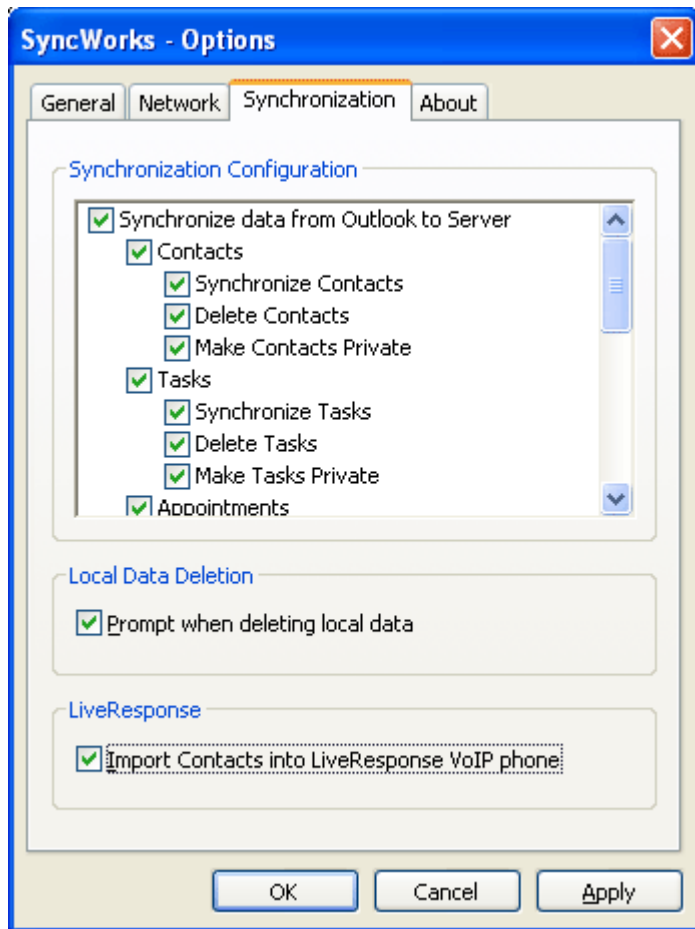 SyncWorks - Options
General Network Synchronization About
Synchronization Configuration
Synchronize data from Outlook to Server
Contacts
Synchronize Contacts
Delete Contacts
Make Contacts Private
Tasks
Synchronize Tasks
Delete Tasks
Make Tasks Private
Appointments
Local Data Deletion
Prompt when deleting local data
LiveResponse
Import Contacts into LiveResponse VoIP phone
OK Cancel Apply